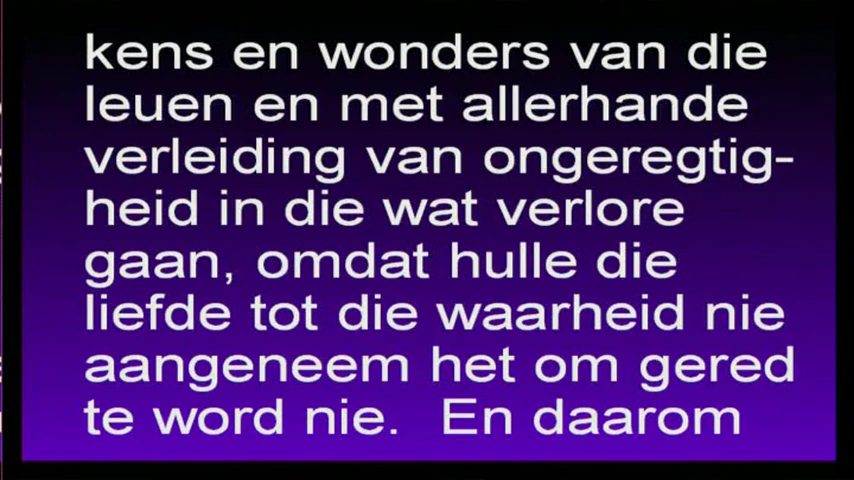 kens en wonders van die
leuen en met allerhande
verleiding van ongeregtig-
heid in die wat verlore
gaan, omdat hulle die
liefde tot die waarheid nie
aangeneem het om gered
te word nie.  En daarom